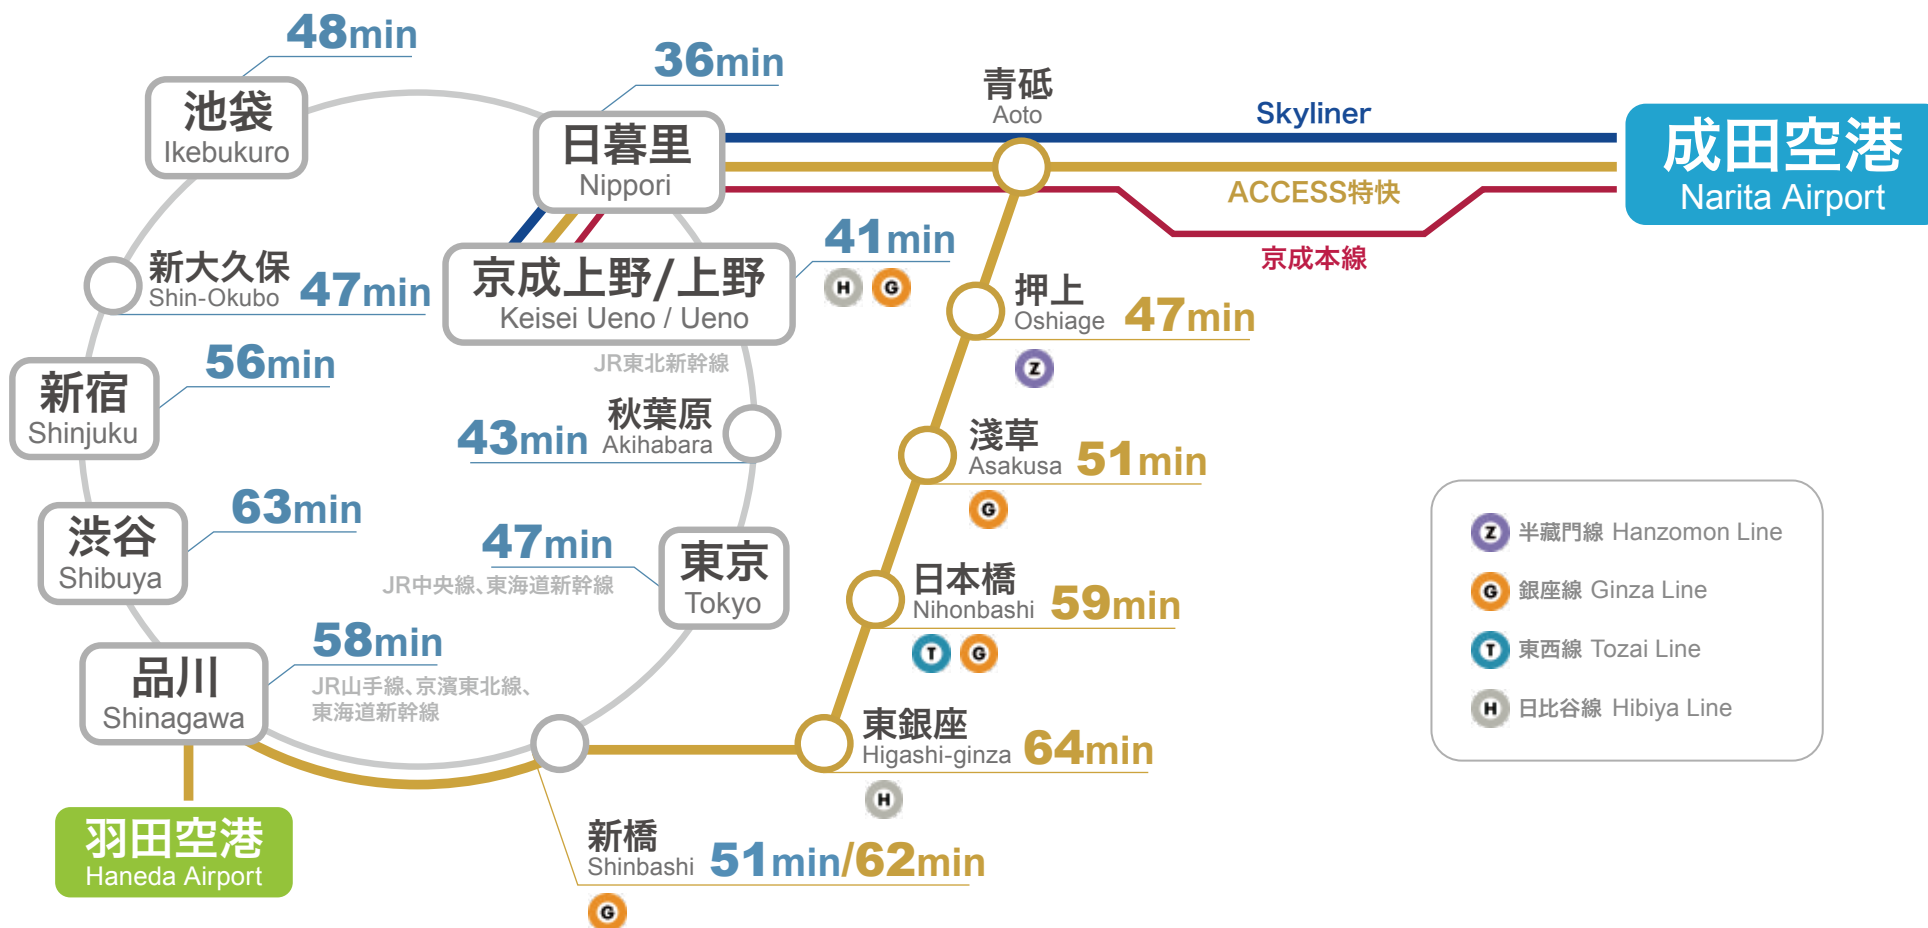 48min
池袋
Ikebukuro
36min
日暮里
Nippori
青砥
Aoto
Skyliner
ACCESS特快
京成本線
成田空港
Narita Airport
新大久保
Shin-Okubo
47min
京成上野/上野
Keisei Ueno / Ueno
41min
H G
JR東北新幹線
押上
Oshiage
47min
Z
新宿
Shinjuku
56min
秋葉原
Akihabara
43min
淺草
Asakusa
51min
G
渋谷
Shibuya
63min
47min
東京
Tokyo
JR中央線、東海道新幹線
日本橋
Nihonbashi
59min
T G
品川
Shinagawa
58min
JR山手線、京濱東北線、
東海道新幹線
東銀座
Higashi-ginza
64min
H
羽田空港
Haneda Airport
新橋
Shinbashi
51min/62min
G
Z 半藏門線 Hanzomon Line
G 銀座線 Ginza Line
T 東西線 Tozai Line
H 日比谷線 Hibiya Line